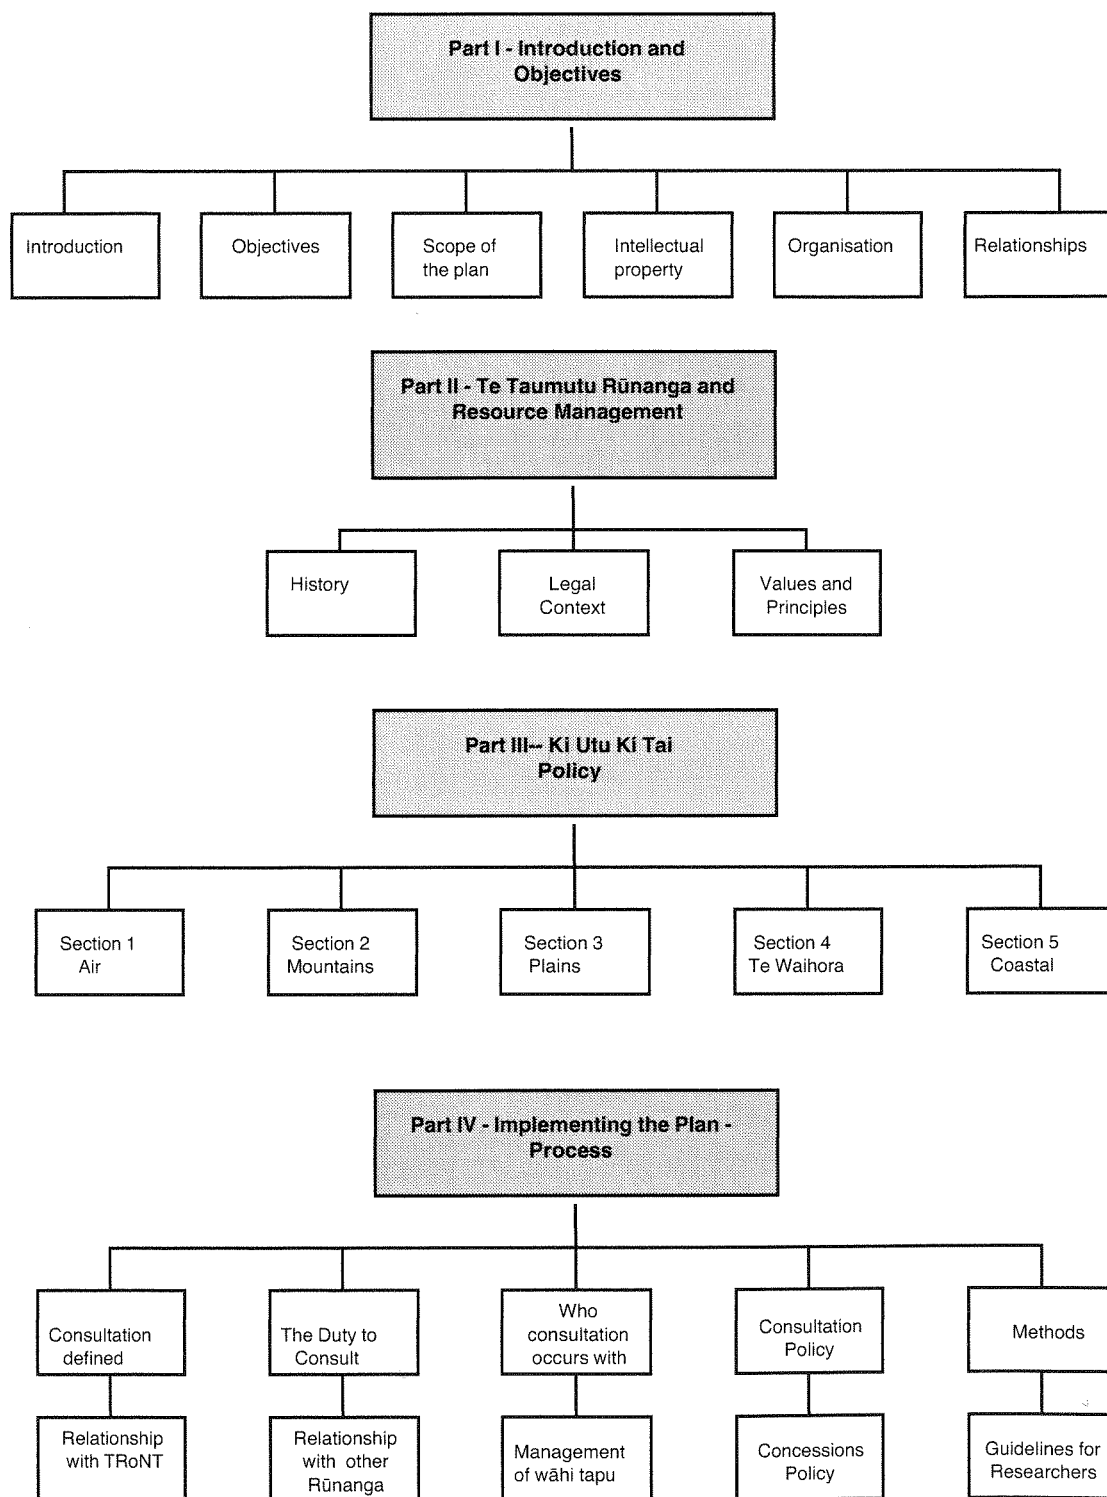 Part I - Introduction and
Objectives
Introduction
Objectives
Scope of
the plan
Intellectual
property
Organisation
Relationships
Part II - Te Taumutu Rūnanga and
Resource Management
History
Legal
Context
Values and
Principles
Part III-- Ki Utu Ki Tai
Policy
Section 1
Air
Section 2
Mountains
Section 3
Plains
Section 4
Te Waihora
Section 5
Coastal
Part IV - Implementing the Plan -
Process
Consultation
defined
The Duty to
Consult
Who
consultation
occurs with
Consultation
Policy
Methods
Relationship
with TRoNT
Relationship
with other
Rūnanga
Management
of wāhi tapu
Concessions
Policy
Guidelines for
Researchers